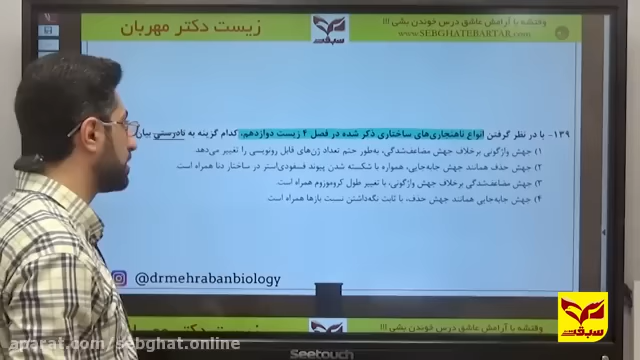 وقتشه با آرامش عاشق درس خوندن بشی !!!
www.SEBGHATEBARTAR.com
سبقت
زیست دکتر مهربان
۱۳۹- با در نظر گرفتن انواع ناهنجاری‌های ساختاری ذکر شده در فصل ۴ زیست دوازدهم، کدام گزینه به نادرستی بیان
۱) جهش واژگونی برخلاف جهش مضاعف‌شدگی، به‌طور حتم تعداد ژن‌های قابل رونویسی را تغییر می‌دهد
۲) جهش حذف همانند جهش جابه‌جایی، همواره با شکسته شدن پیوند فسفودی‌استر در ساختار دنا همراه است.
۳) جهش مضاعف‌شدگی برخلاف جهش واژگونی، با تغییر طول کروموزوم همراه است.
۴) جهش جابه‌جایی همانند جهش حذف، با ثابت نگه‌داشتن نسبت بازها همراه است.
@drmehrabanbiology
وقتشه با آرامش عاشق درس خوندن بشی !!!
زیست دکتر مهربان
Seetouch
سبقت
aparat.com/sebghat.online